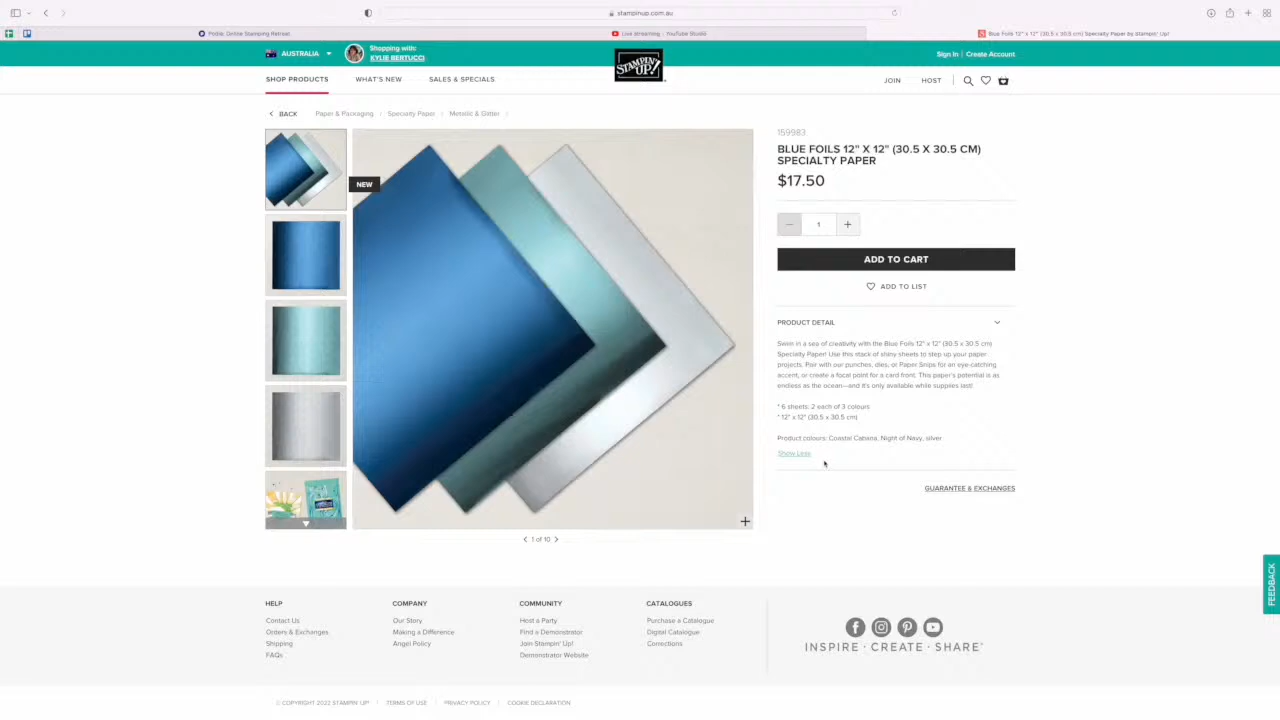 stampinup.com.au
Public: Online Stamping Retreat
Live streaming - YouTube Studio
Blue Foils 12" x 12" (30.5 x 30.5 cm) Specialty Paper by Stampin' Up!
AUSTRALIA
Shopping with:
KYLIE BERTUCCI
STAMPIN' UP!
Sign In | Create Account
SHOP PRODUCTS
WHAT'S NEW
SALES & SPECIALS
JOIN
HOST
BACK
Paper & Packaging
Specialty Paper
Metallic & Glitter
NEW
159983
BLUE FOILS 12" X 12" (30.5 X 30.5 CM)
SPECIALTY PAPER
$17.50
1
ADD TO CART
ADD TO LIST
PRODUCT DETAIL
Swim in a sea of creativity with the Blue Foils 12" x 12" (30.5 x 30.5 cm)
Specialty Paper! Use this stack of shiny sheets to step up your paper
projects. Pair with our punches, dies, or Paper Snips for an eye-catching
accent, or create a focal point for a card front. This paper's potential is as
endless as the ocean—and it's only available while supplies last!
* 6 sheets: 2 each of 3 colours
* 12" x 12" (30.5 x 30.5 cm)
Product colours: Coastal Cabana, Night of Navy, silver
Show Less
GUARANTEE & EXCHANGES
1 of 10
FEEDBACK
HELP
Contact Us
Orders & Exchanges
Shipping
FAQs
COMPANY
Our Story
Making a Difference
Angel Policy
COMMUNITY
Host a Party
Find a Demonstrator
Join Stampin' Up!
Demonstrator Website
CATALOGUES
Purchase a Catalogue
Digital Catalogue
Corrections
INSPIRE · CREATE · SHARE™
© COPYRIGHT 2022 STAMPIN' UP!
TERMS OF USE
PRIVACY POLICY
COOKIE DECLARATION